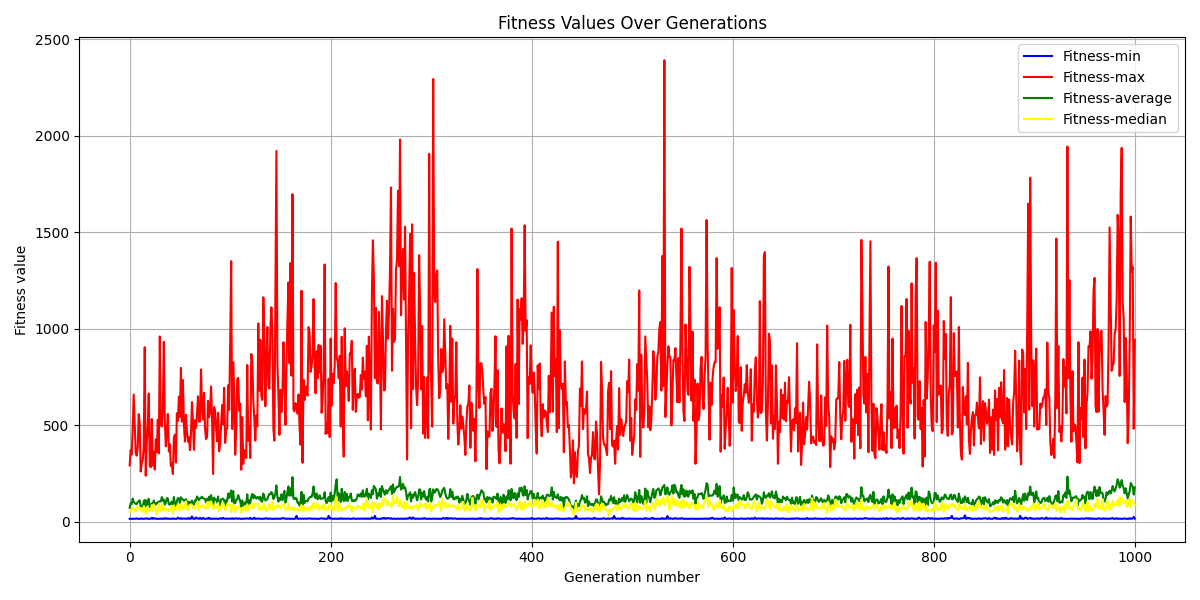 Fitness Values Over Generations
2500
2000
1500
1000
500
0
Fitness value
Fitness-min
Fitness-max
Fitness-average
Fitness-median
0 200 400 600 800 1000
Generation number